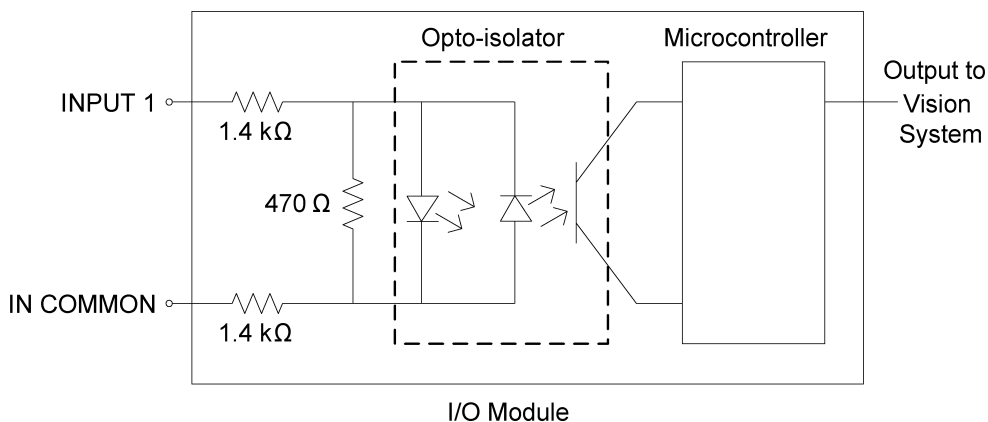 Opto-isolator
Microcontroller
Output to
Vision
System
INPUT 1
1.4 kΩ
470 Ω
IN COMMON
1.4 kΩ
I/O Module